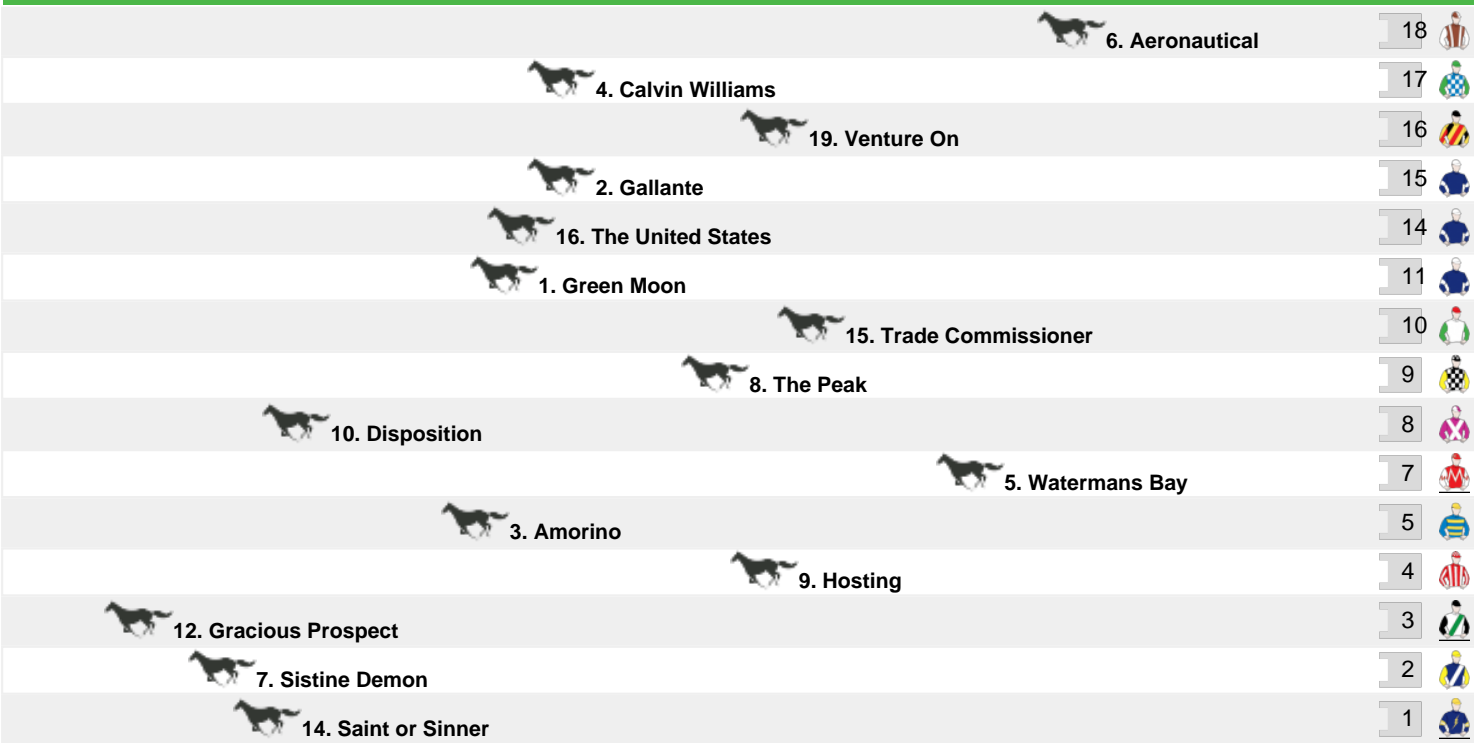 6. Aeronautical 18
4. Calvin Williams 17
19. Venture On 16
2. Gallante 15
16. The United States 14
1. Green Moon 11
15. Trade Commissioner 10
8. The Peak 9
10. Disposition 8
5. Watermans Bay 7
3. Amorino 5
9. Hosting 4
12. Gracious Prospect 3
7. Sistine Demon 2
14. Saint or Sinner 1